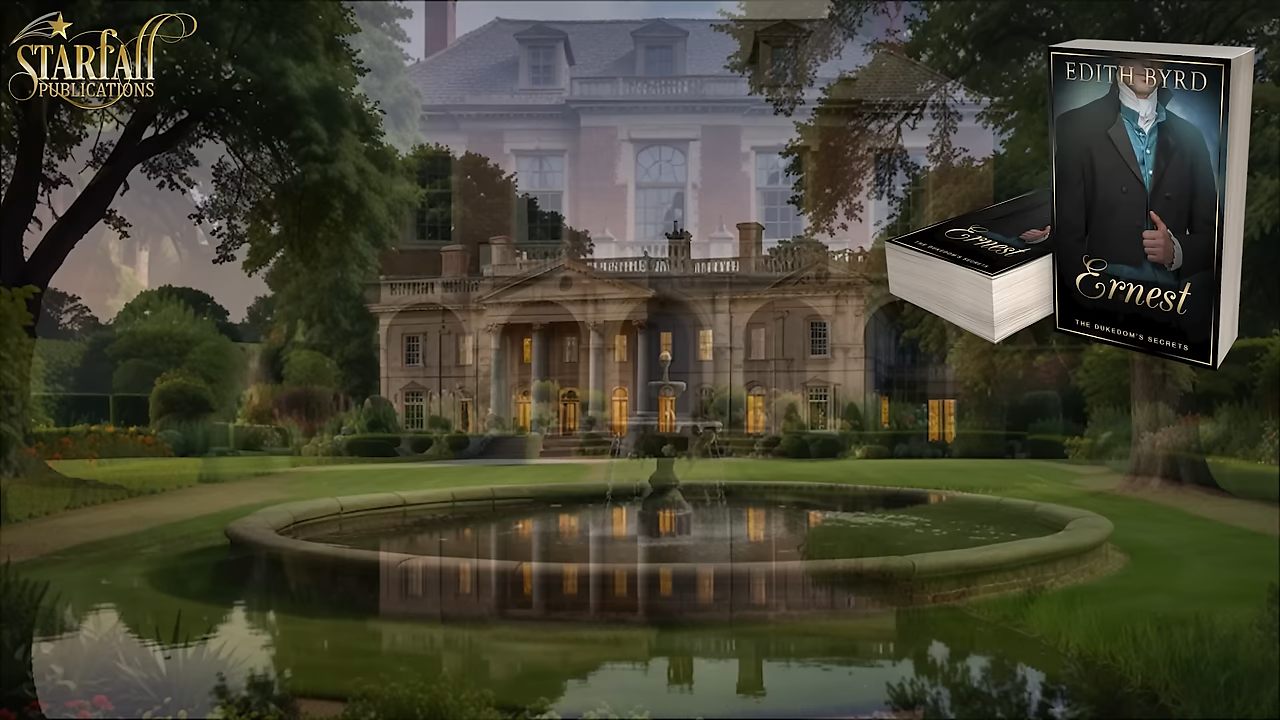 STARfall
PUBLICATIONS
EDITH BYRD
Ernest
THE DUKEDOM'S SECRETS
Ernest
THE DUKEDOM'S SECRETS